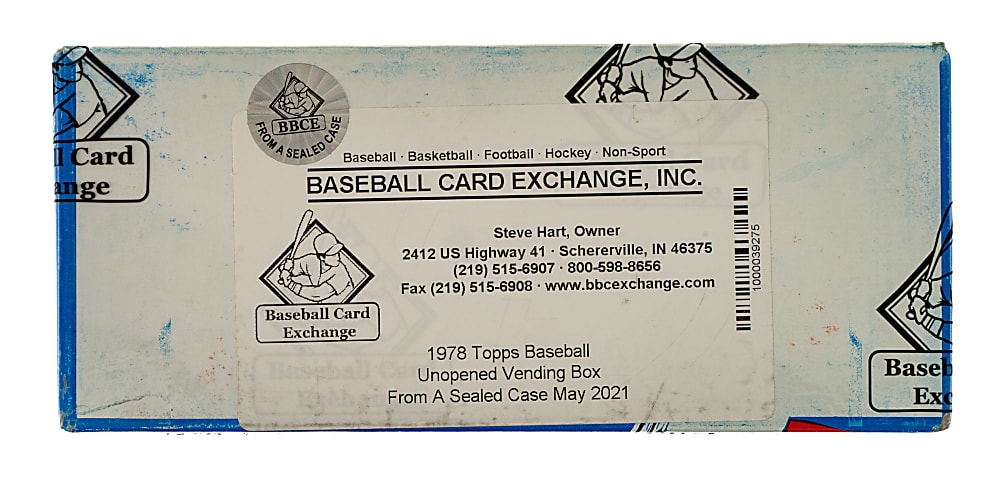 l Card
ange
BBCE
FROM A SEALED CASE
Baseball · Basketball · Football · Hockey · Non-Sport
BASEBALL CARD EXCHANGE, INC.
Steve Hart, Owner
2412 US Highway 41 · Schererville, IN 46375
(219) 515-6907 · 800-598-8656
Fax (219) 515-6908 · www.bbcexchange.com
1000039275
Baseball Card
Exchange
1978 Topps Baseball
Unopened Vending Box
From A Sealed Case May 2021
Baseb
Exc